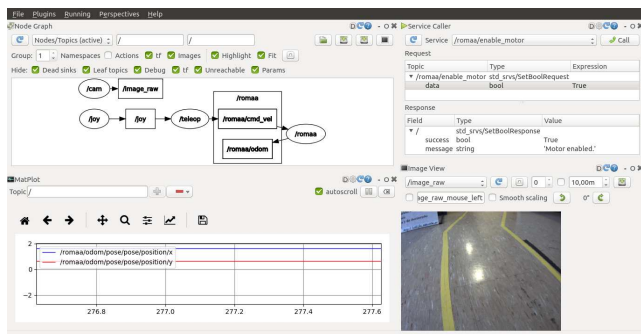 File Plugins Running Perspectives Help
Node Graph
Nodes/Topics (active) / /
Group: 1 Namespaces Actions tf Images Highlight Fit
Hide: Dead sinks Leaf topics Debug tf Unreachable Params
/cam /image_raw
/romaa
/joy /joy /teleop /romaa/cmd_vel
/romaa
/romaa/odom
MatPlot
Topic / autoscroll
/romaa/odom/pose/pose/position/x
/romaa/odom/pose/pose/position/y
2
0
−2
276.8 277.0 277.2 277.4 277.6
Service Caller
Service /romaa/enable_motor Call
Request
Topic Type Expression
/romaa/enable_motor std_srvs/SetBoolRequest
data bool True
Response
Field Type Value
/ std_srvs/SetBoolResponse
success bool True
message string 'Motor enabled.'
Image View
/image_raw 0 10,00m
age_raw_mouse_left Smooth scaling 0°